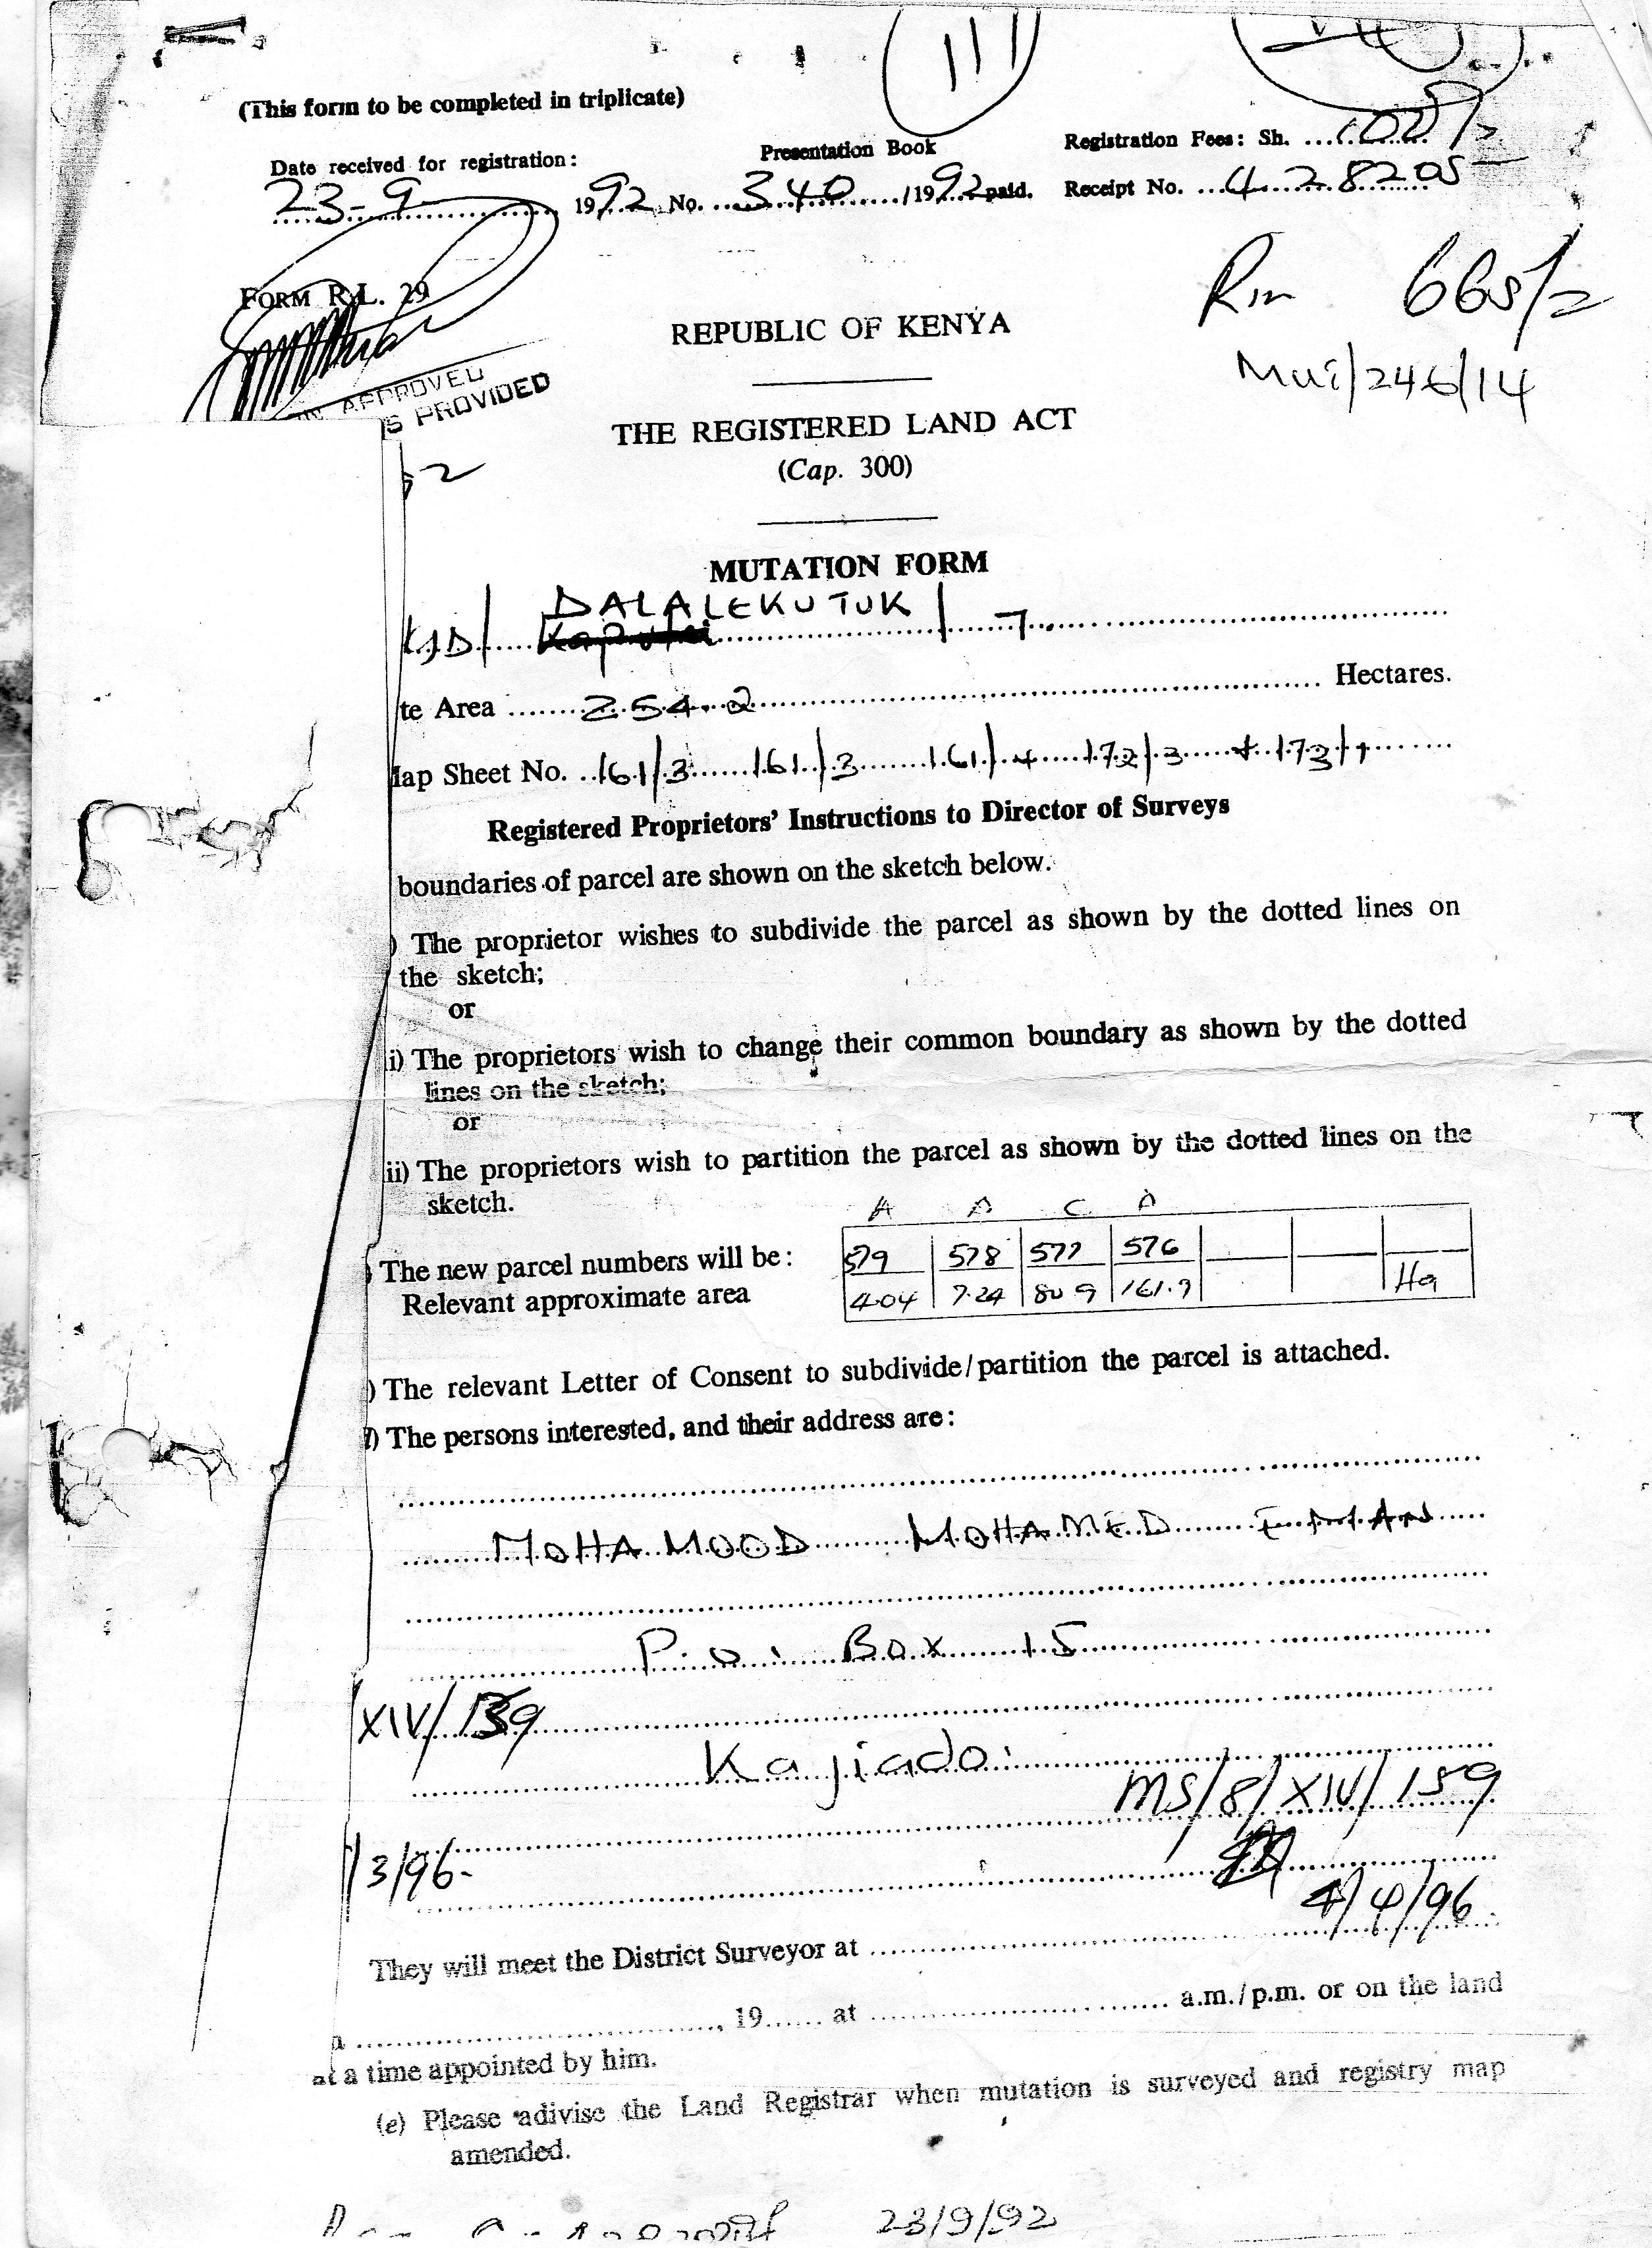 111
(This form to be completed in triplicate)
Date received for registration: Presentation Book Registration Fees: Sh. ...100/=
23-9 1992 No. 340 /1992 paid. Receipt No. 428205
FORM R.L. 29
Rm 665/=
REPUBLIC OF KENYA
Mui/246/14
APPROVED
S PROVIDED
THE REGISTERED LAND ACT
(Cap. 300)
MUTATION FORM
DALALEKUTUK
KJD/ Kaputei / 7
te Area 254.2 Hectares.
Map Sheet No. 161/3 161/3 161/4 172/3 + 173/1
Registered Proprietors' Instructions to Director of Surveys
boundaries of parcel are shown on the sketch below.
) The proprietor wishes to subdivide the parcel as shown by the dotted lines on
the sketch;
or
i) The proprietors wish to change their common boundary as shown by the dotted
lines on the sketch;
or
ii) The proprietors wish to partition the parcel as shown by the dotted lines on the
sketch.
The new parcel numbers will be: 579 578 577 576
Relevant approximate area 4.04 7.24 80 9 161.9 Ha
) The relevant Letter of Consent to subdivide/partition the parcel is attached.
) The persons interested, and their address are:
MOHAMOOD MOHAMED EMAN
P.O. Box 15
XIV/159
Kajiado
MS/8/XIV/159
/3/96-
4/4/96
They will meet the District Surveyor at
, 19...... at a.m./p.m. or on the land
at a time appointed by him.
(e) Please adivise the Land Registrar when mutation is surveyed and registry map
amended.
23/9/92